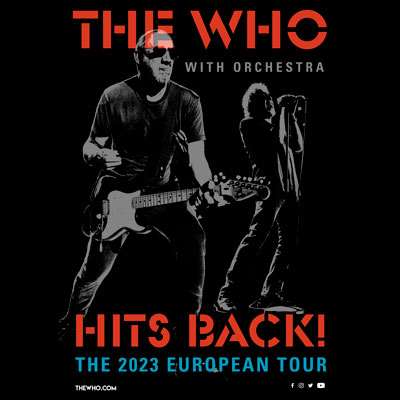 THE WHO
WITH ORCHESTRA
HITS BACK!
THE 2023 EUROPEAN TOUR
THEWHO.COM